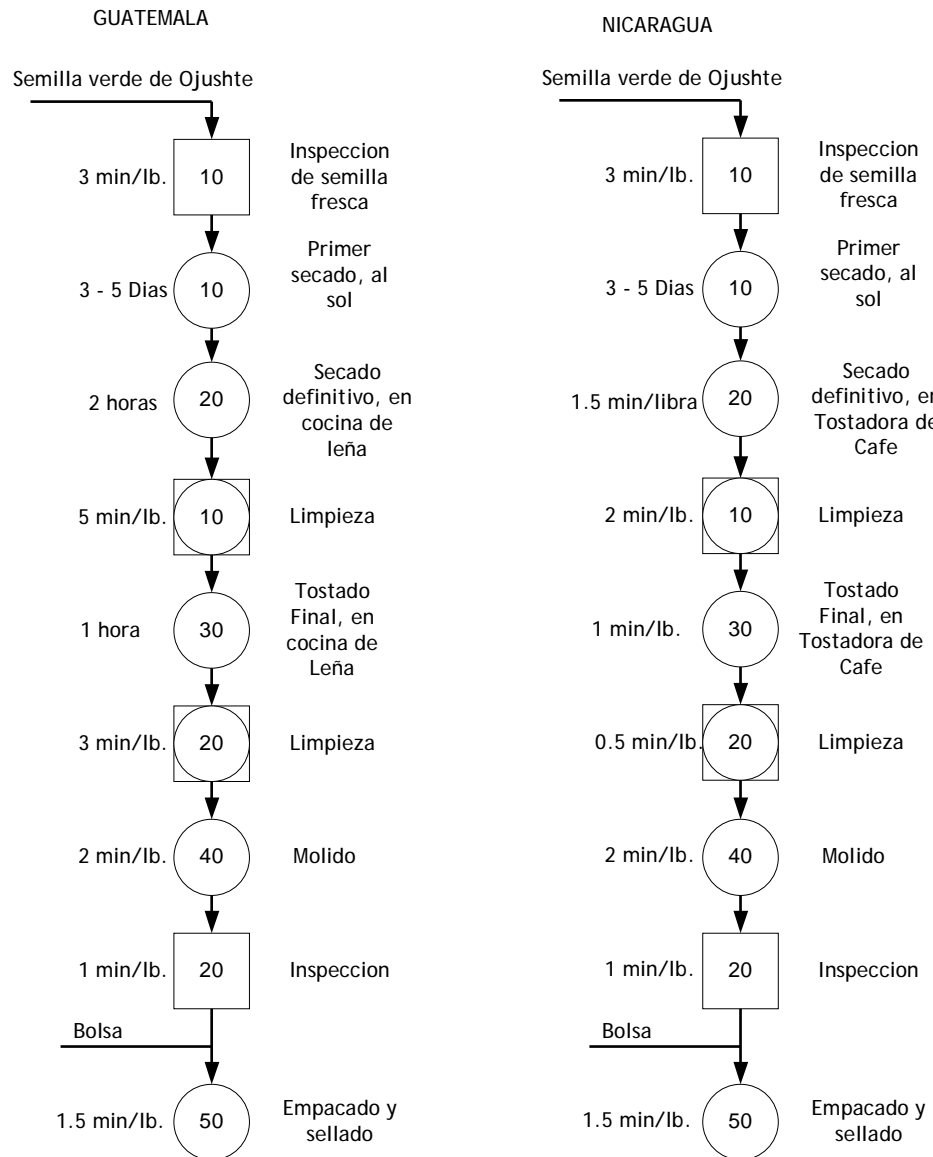 GUATEMALA
Semilla verde de Ojushte
3 min/lb.
10
Inspeccion
de semilla
fresca
3 - 5 Dias
10
Primer
secado, al
sol
2 horas
20
Secado
definitivo, en
cocina de
leña
5 min/lb.
10
Limpieza
1 hora
30
Tostado
Final, en
cocina de
Leña
3 min/lb.
20
Limpieza
2 min/lb.
40
Molido
1 min/lb.
20
Inspeccion
Bolsa
1.5 min/lb.
50
Empacado y
sellado
NICARAGUA
Semilla verde de Ojushte
3 min/lb.
10
Inspeccion
de semilla
fresca
3 - 5 Dias
10
Primer
secado, al
sol
1.5 min/libra
20
Secado
definitivo, en
Tostadora de
Cafe
2 min/lb.
10
Limpieza
1 min/lb.
30
Tostado
Final, en
Tostadora de
Cafe
0.5 min/lb.
20
Limpieza
2 min/lb.
40
Molido
1 min/lb.
20
Inspeccion
Bolsa
1.5 min/lb.
50
Empacado y
sellado